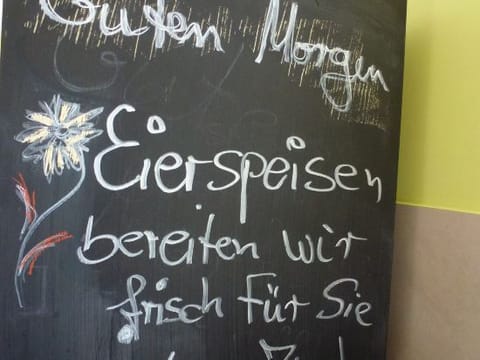 Guten Morgen
Eierspeisen
bereiten wir
frisch Für Sie